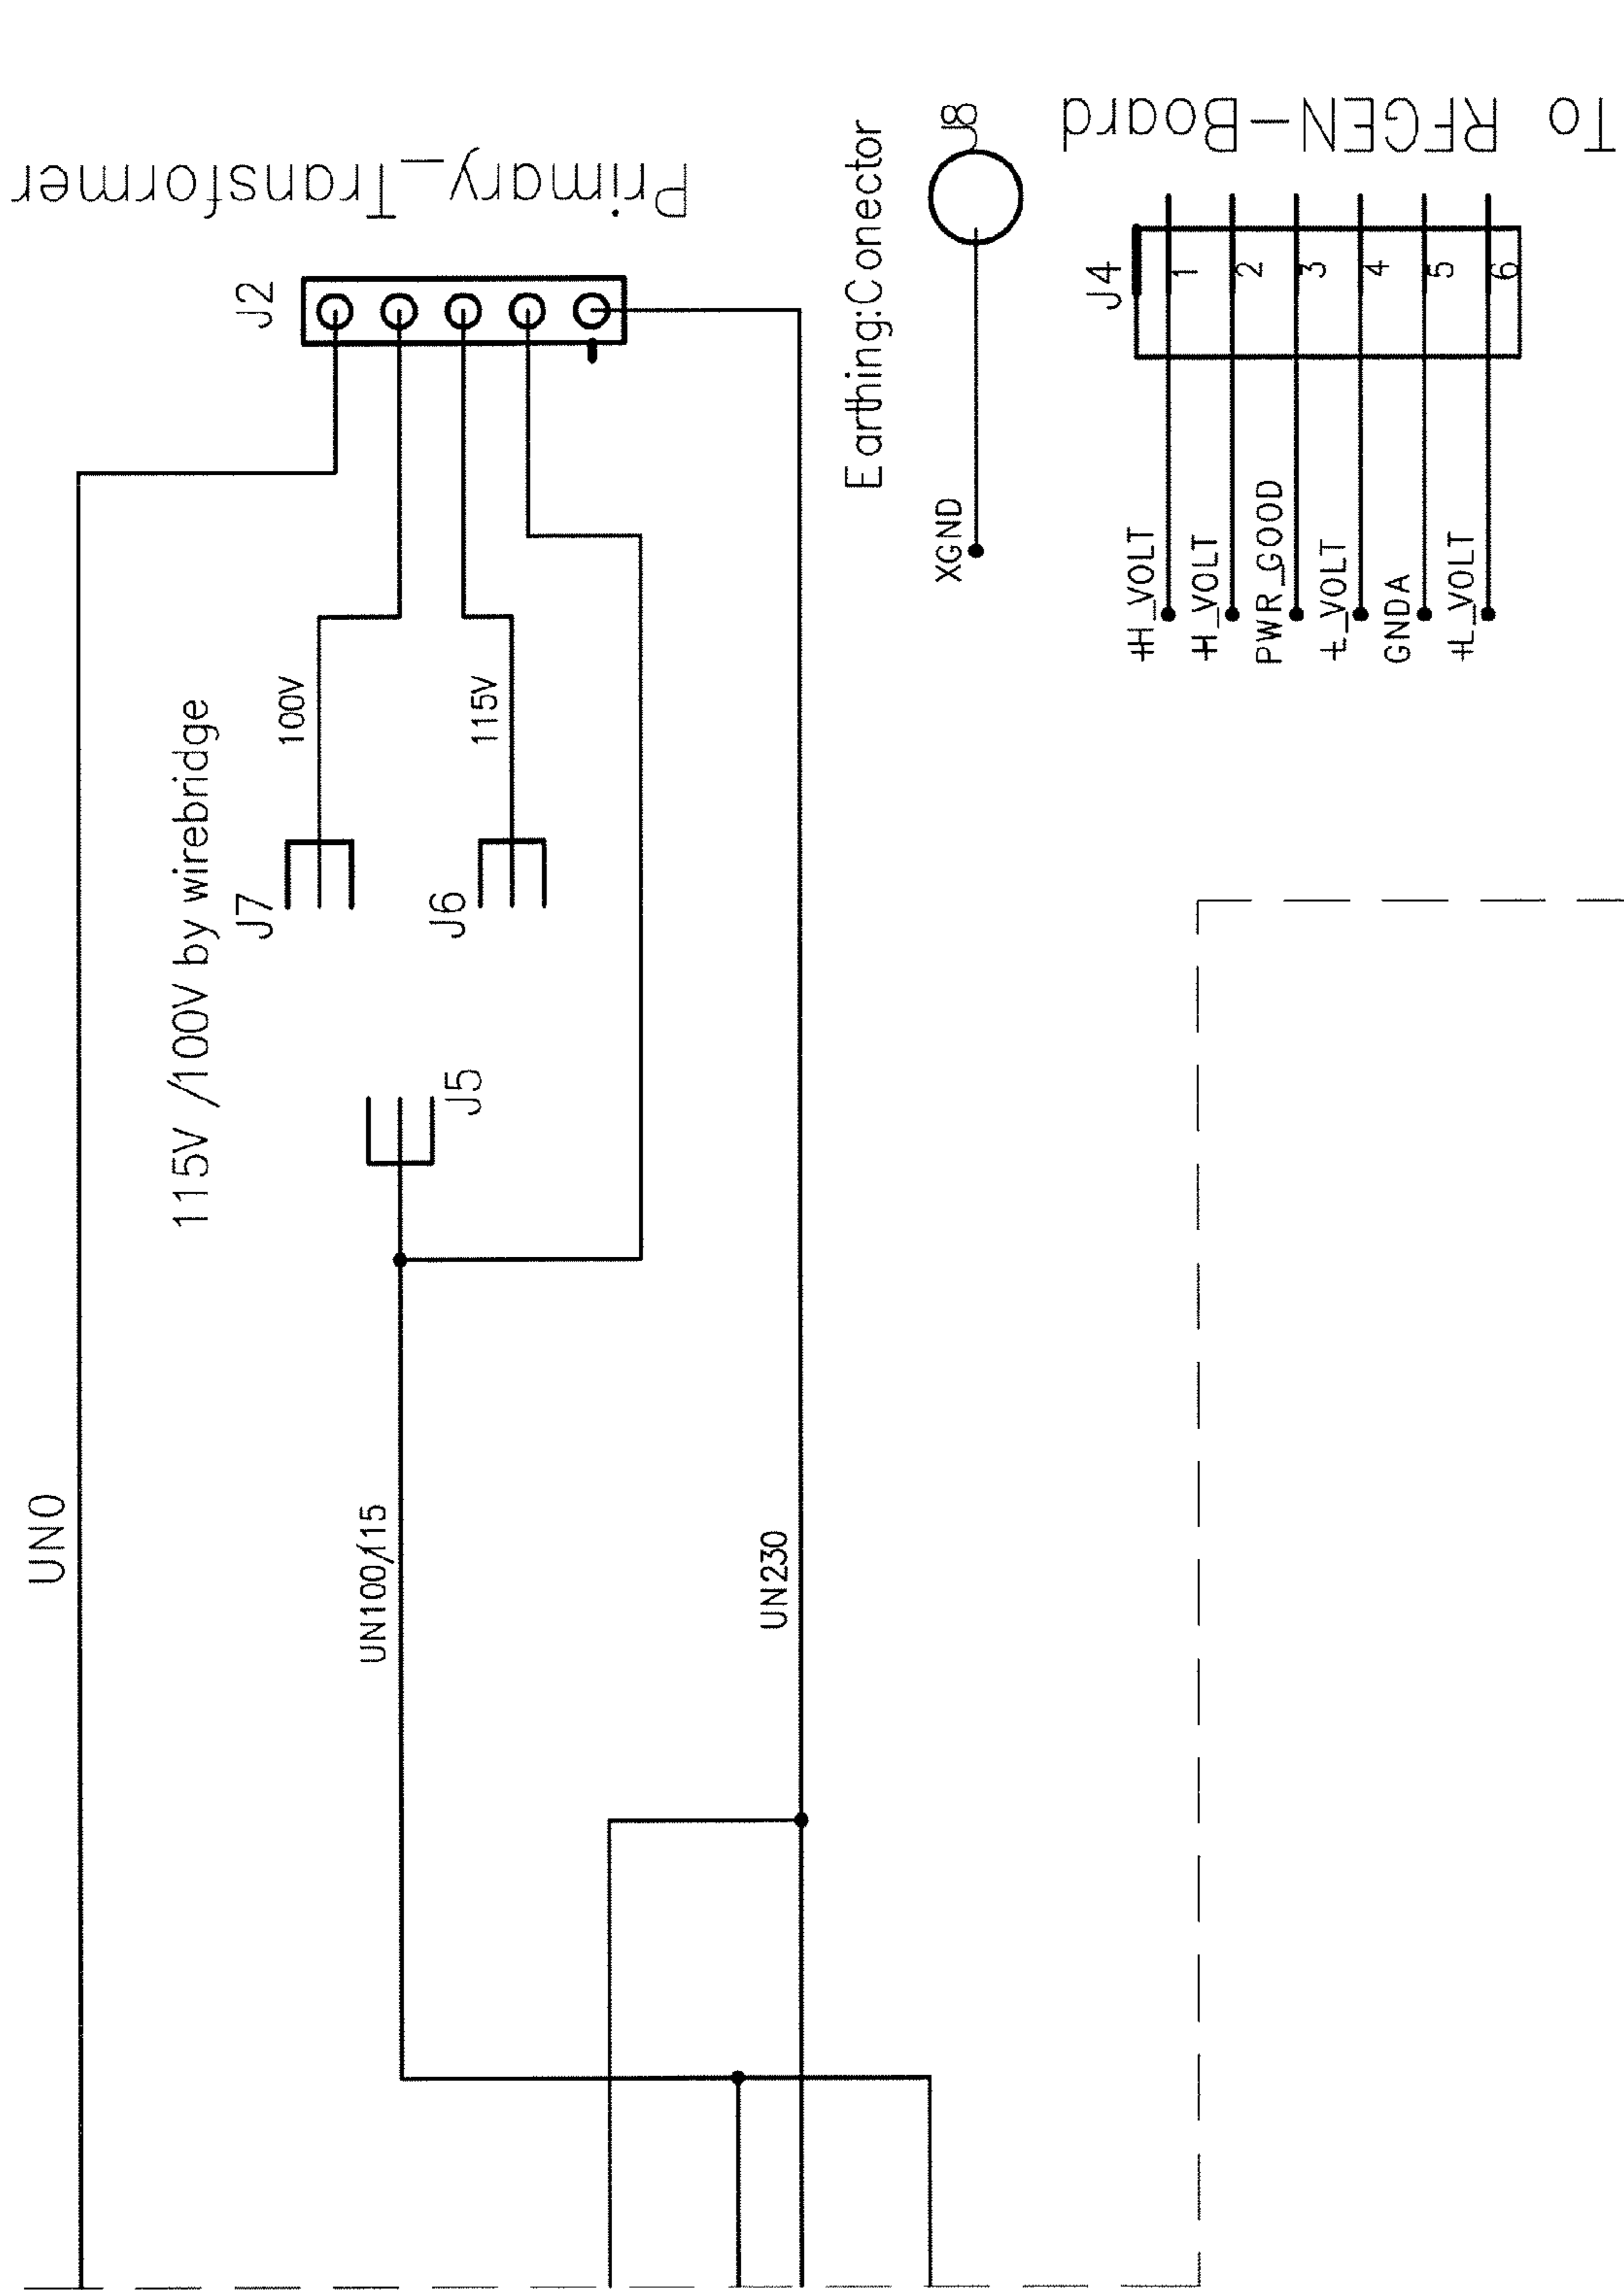 Primary_Transformer
J2
UN0
115V /100V by wirebridge
100V
115V
J7
J6
J5
UN100/115
UN230
Earthing:Conector
J8
XGND
To RFGEN-Board
J4
1
2
3
4
5
6
+H_VOLT
+H_VOLT
PWR_GOOD
GNDA
+L_VOLT